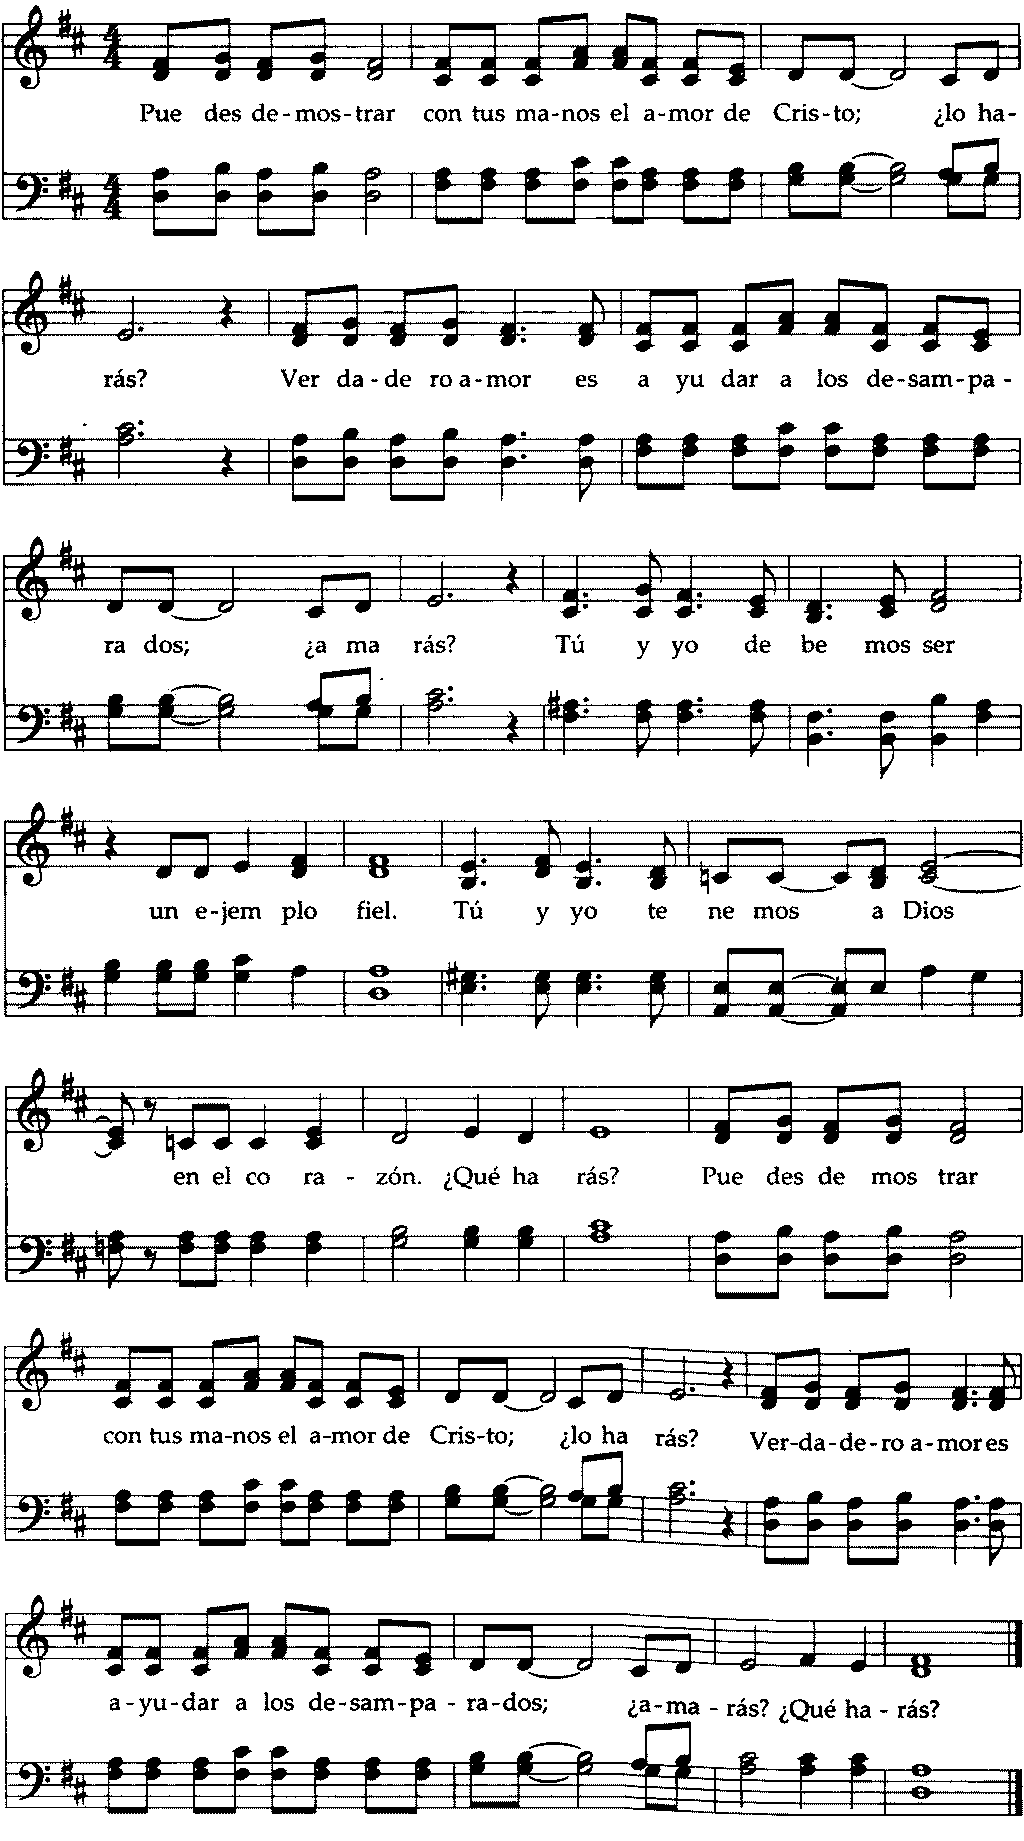 Pue des de-mos-trar con tus ma-nos el a-mor de Cris-to; ¿lo ha-
rás? Ver da-de ro a-mor es a yu dar a los de-sam-pa-
ra dos; ¿a ma rás? Tú y yo de be mos ser
un e-jem plo fiel. Tú y yo te ne mos a Dios
en el co ra - zón. ¿Qué ha rás? Pue des de mos trar
con tus ma-nos el a-mor de Cris-to; ¿lo ha rás? Ver-da-de-ro a-mor es
a-yu-dar a los de-sam-pa-ra-dos; ¿a-ma-rás? ¿Qué ha-rás?